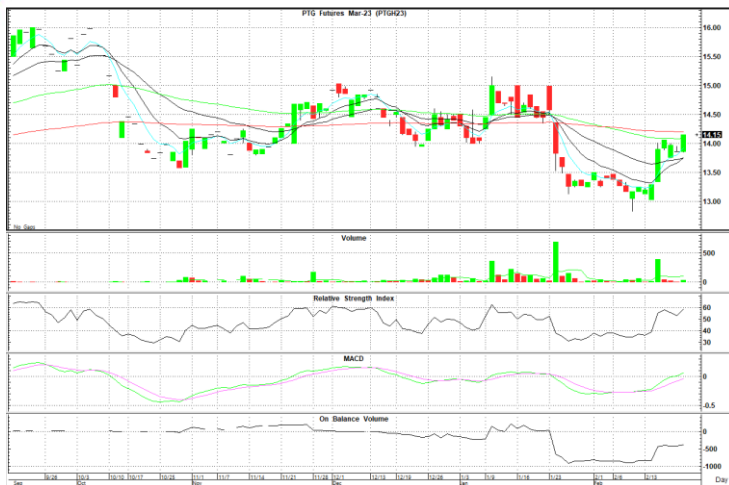 PTG Futures Mar-23 (PTGH23)
16.00
15.50
15.00
14.50
14.15
14.00
13.50
13.00
No Gaps
Volume
500
0
Relative Strength Index
60
50
40
30
MACD
0
-0.5
On Balance Volume
0
-500
-1000
9/26 10/3 10/10 10/17 10/25 11/1 11/7 11/14 11/21 11/28 12/1 12/13 12/19 12/26 1/3 1/9 1/16 1/23 2/1 2/6 2/13 Day
Sep Oct Nov Dec Jan Feb